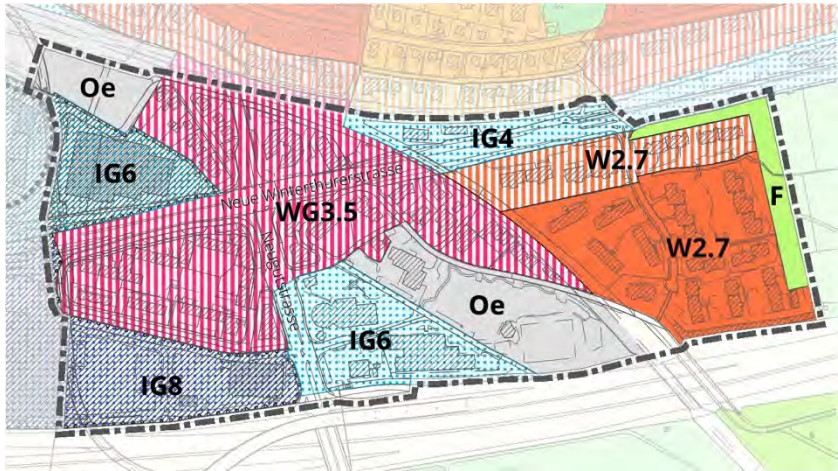 Oe
IG4
W2.7
IG6
Neue Winterthurerstrasse
F
WG3.5
W2.7
Neugutstrasse
Oe
IG6
IG8